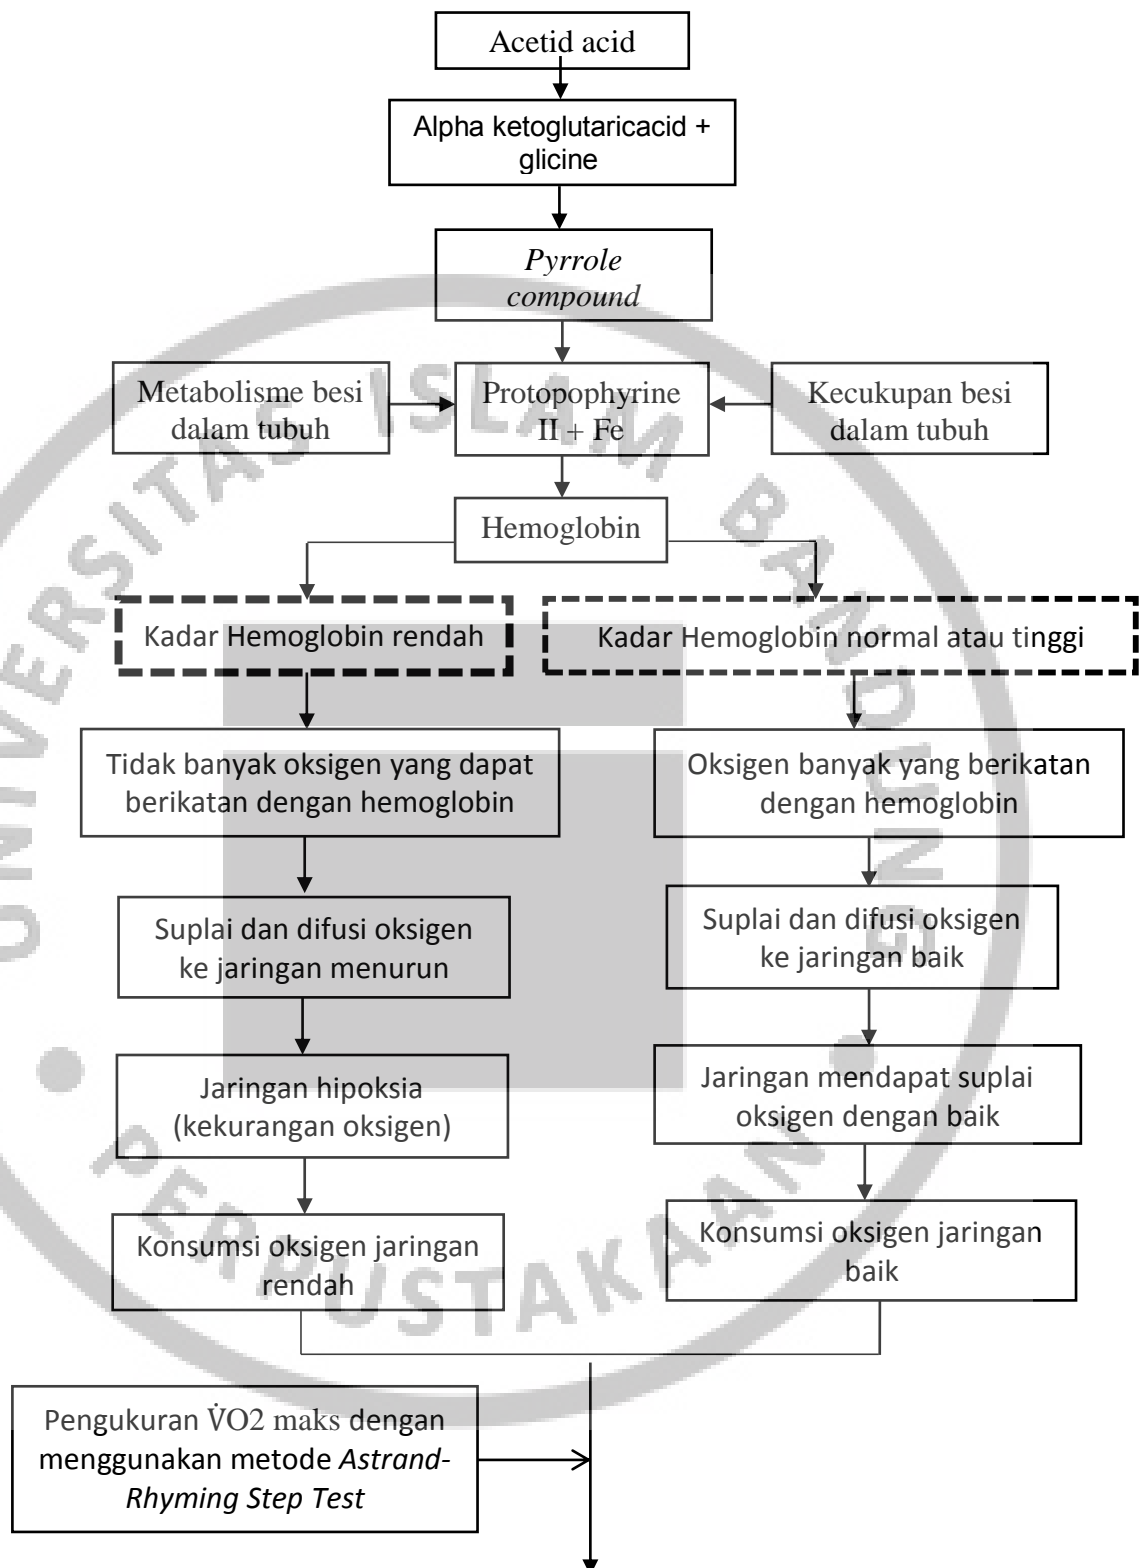 Acetid acid
Alpha ketoglutaricacid +
glicine
Pyrrole
compound
Metabolisme besi
dalam tubuh
Protopophyrine
II + Fe
Kecukupan besi
dalam tubuh
Hemoglobin
Kadar Hemoglobin rendah
Kadar Hemoglobin normal atau tinggi
Tidak banyak oksigen yang dapat
berikatan dengan hemoglobin
Oksigen banyak yang berikatan
dengan hemoglobin
Suplai dan difusi oksigen
ke jaringan menurun
Suplai dan difusi oksigen
ke jaringan baik
Jaringan hipoksia
(kekurangan oksigen)
Jaringan mendapat suplai
oksigen dengan baik
Konsumsi oksigen jaringan
rendah
Konsumsi oksigen jaringan
baik
Pengukuran V̇O2 maks dengan
menggunakan metode Astrand-
Rhyming Step Test
UNIVERSITAS ISLAM BANDUNG
PERPUSTAKAAN